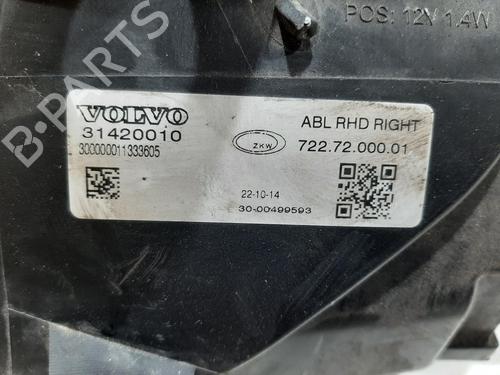 POS: 12V 1.4W
B-PARTS
VOLVO
31420010
300000011333605
ZKW
ABL RHD RIGHT
722.72.000.01
22-10-14
30-00499593